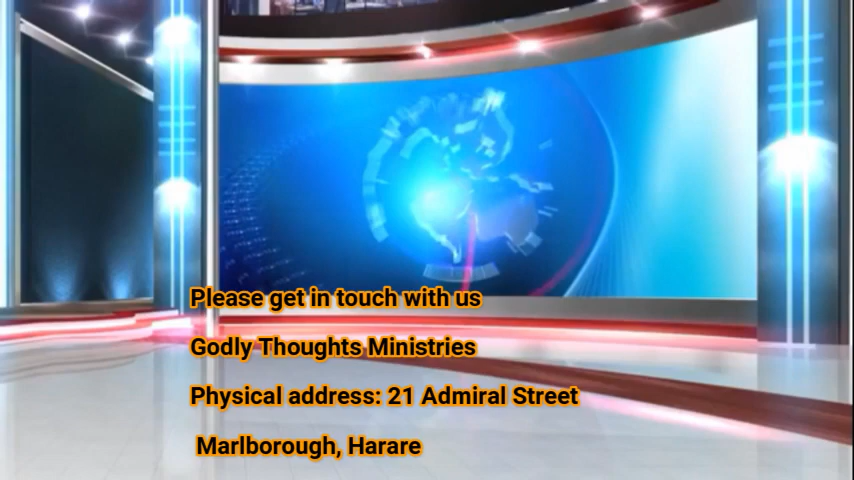 Please get in touch with us
Godly Thoughts Ministries
Physical address: 21 Admiral Street
Marlborough, Harare